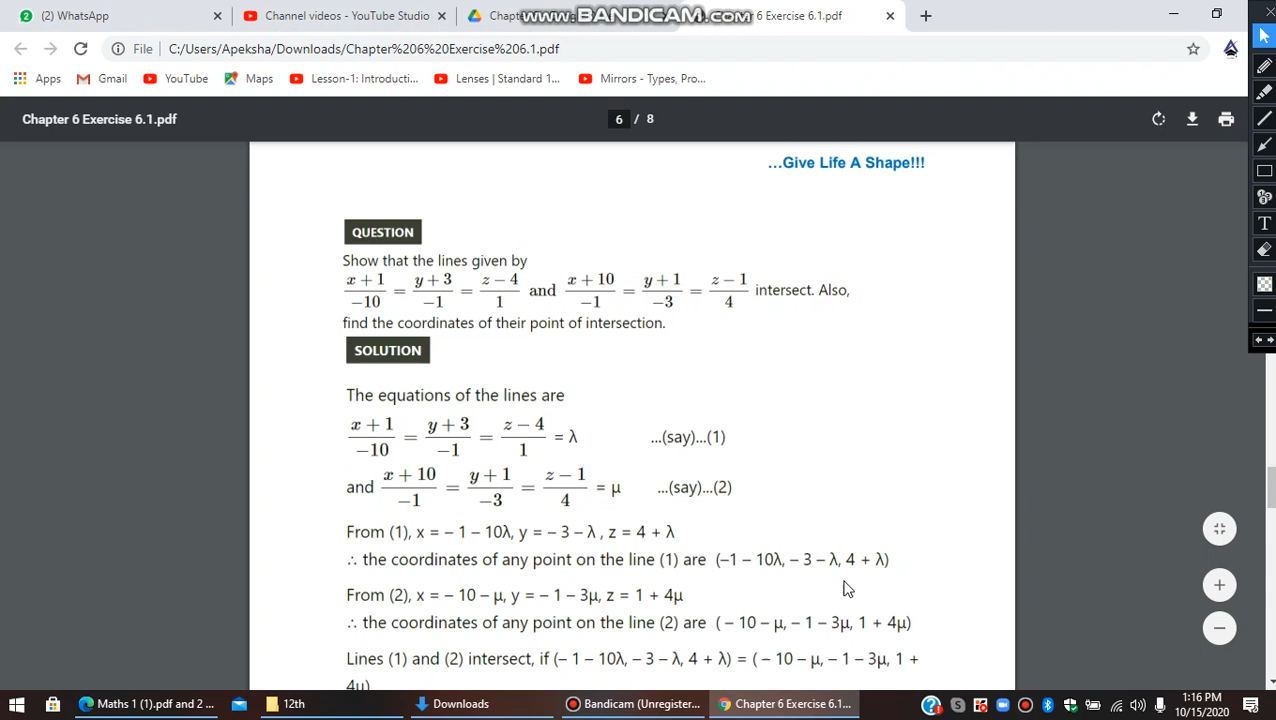 (2) WhatsApp
Channel videos - YouTube Studio
www.BANDICAM.com
6 Exercise 6.1.pdf
File
C:/Users/Apeksha/Downloads/Chapter%206%20Exercise%206.1.pdf
Apps
Gmail
YouTube
Maps
Lesson-1: Introducti...
Lenses | Standard 1...
Mirrors - Types, Pro...
Chapter 6 Exercise 6.1.pdf
6 / 8
...Give Life A Shape!!!
QUESTION
Show that the lines given by
x + 1/−10 = y + 3/−1 = z − 4/1 and x + 10/−1 = y + 1/−3 = z − 1/4 intersect. Also,
find the coordinates of their point of intersection.
SOLUTION
The equations of the lines are
x + 1/−10 = y + 3/−1 = z − 4/1 = λ ...(say)...(1)
and x + 10/−1 = y + 1/−3 = z − 1/4 = μ ...(say)...(2)
From (1), x = – 1 – 10λ, y = – 3 – λ , z = 4 + λ
∴ the coordinates of any point on the line (1) are (–1 – 10λ, – 3 – λ, 4 + λ)
From (2), x = – 10 – μ, y = – 1 – 3μ, z = 1 + 4μ
∴ the coordinates of any point on the line (2) are ( – 10 – μ, – 1 – 3μ, 1 + 4μ)
Lines (1) and (2) intersect, if (– 1 – 10λ, – 3 – λ, 4 + λ) = ( – 10 – μ, – 1 – 3μ, 1 +
4μ)
Maths 1 (1).pdf and 2 ...
12th
Downloads
Bandicam (Unregister...
Chapter 6 Exercise 6.1...
1:16 PM
10/15/2020